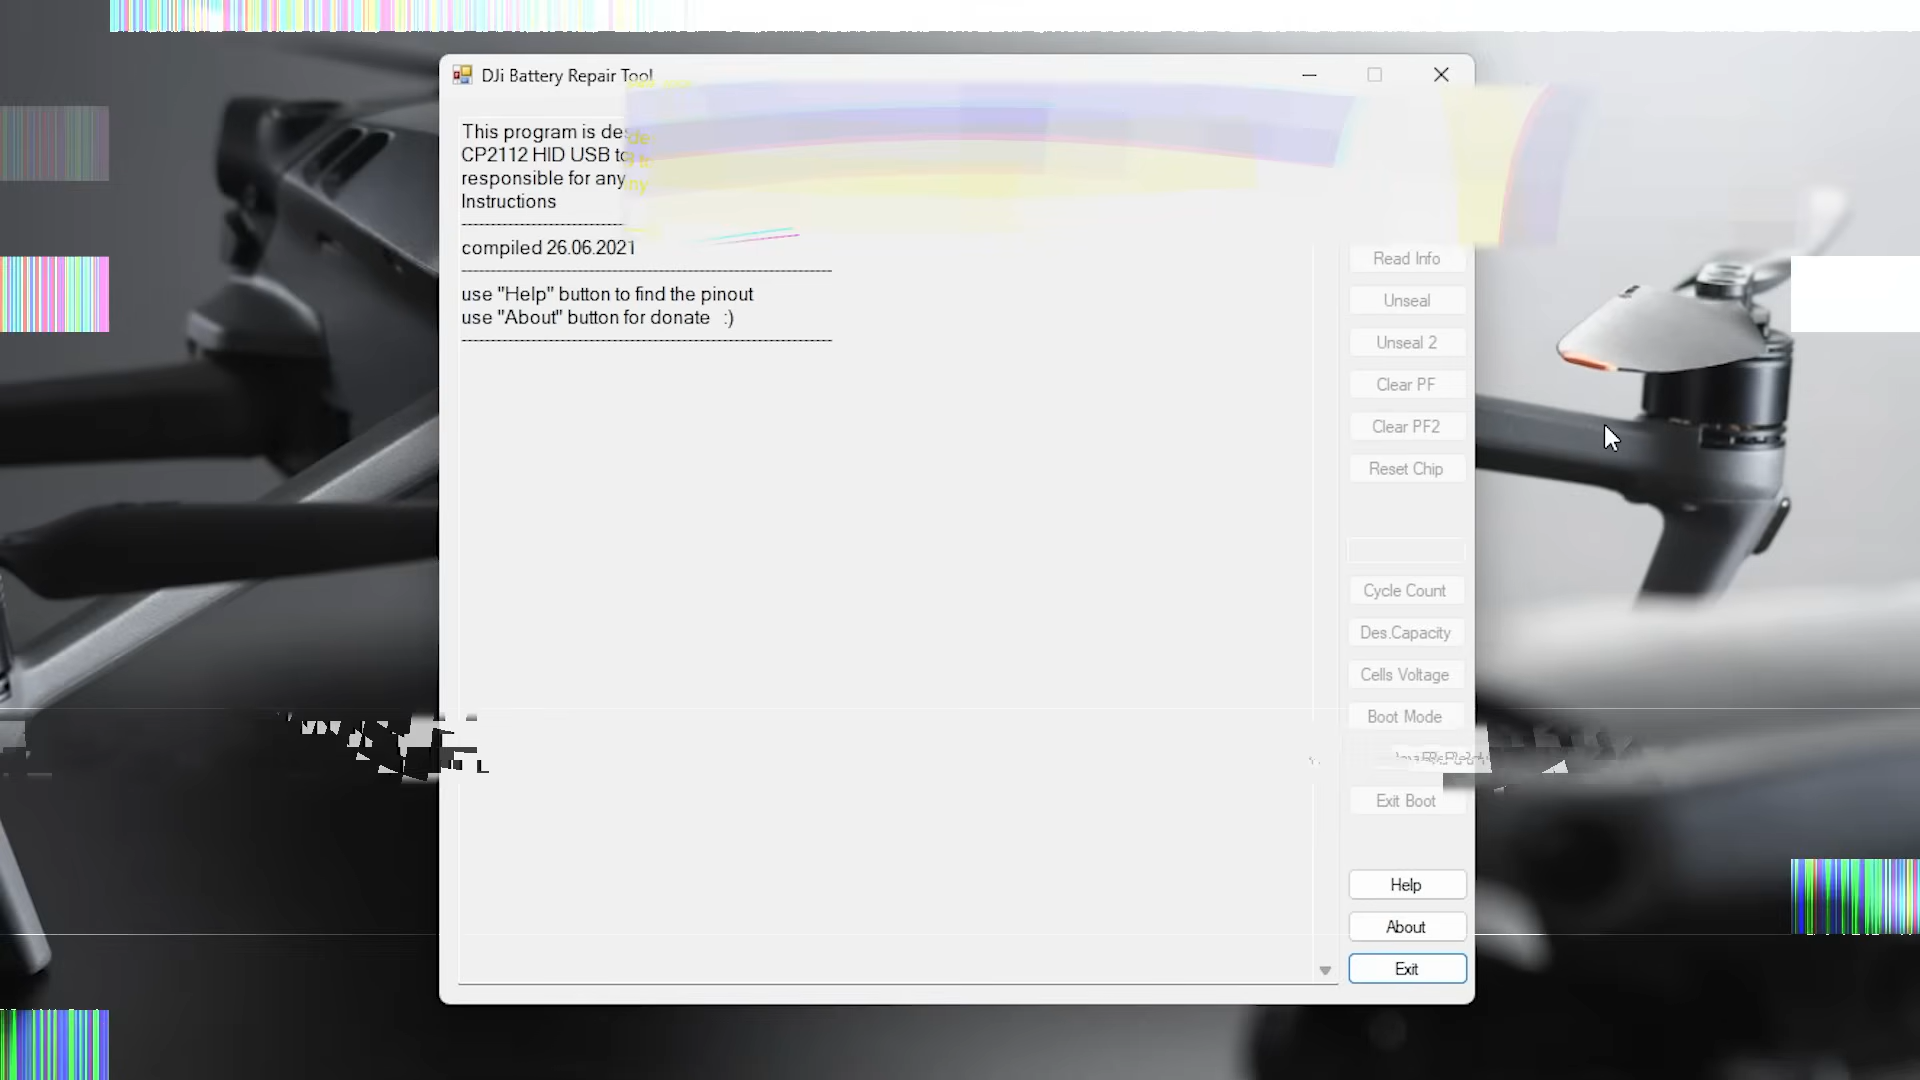 DJi Battery Repair Tool
This program is
CP2112 HID USB
responsible for any
Instructions
compiled 26.06.2021
use "Help" button to find the pinout
use "About" button for donate :)
Read Info
Unseal
Unseal 2
Clear PF
Clear PF2
Reset Chip
Cycle Count
Des.Capacity
Cells Voltage
Boot Mode
Exit Boot
Help
About
Exit